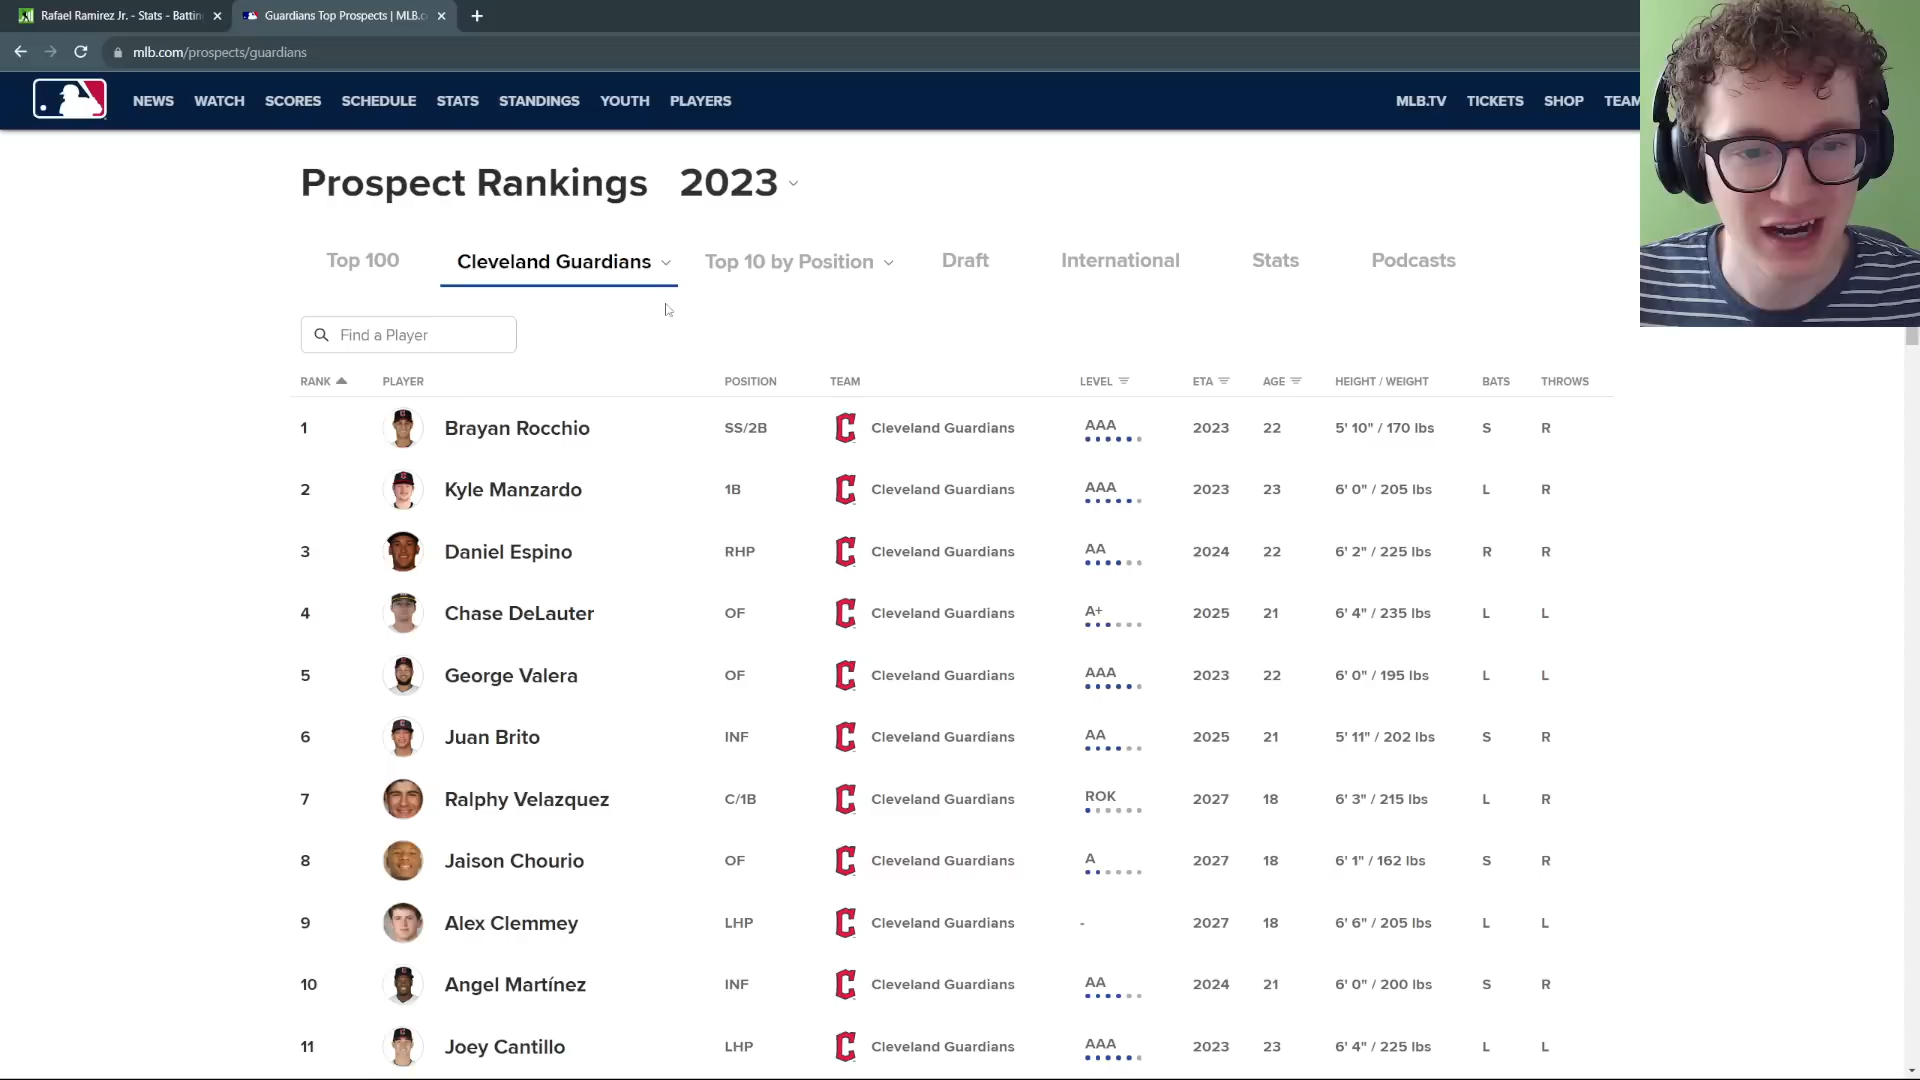 Rafael Ramirez Jr. - Stats - Battin
Guardians Top Prospects | MLB.c
mlb.com/prospects/guardians
NEWS WATCH SCORES SCHEDULE STATS STANDINGS YOUTH PLAYERS MLB.TV TICKETS SHOP TEAM
Prospect Rankings 2023
Top 100 Cleveland Guardians Top 10 by Position Draft International Stats Podcasts
Find a Player
RANK PLAYER POSITION TEAM LEVEL ETA AGE HEIGHT / WEIGHT BATS THROWS
1 Brayan Rocchio SS/2B C Cleveland Guardians AAA 2023 22 5' 10" / 170 lbs S R
2 Kyle Manzardo 1B C Cleveland Guardians AAA 2023 23 6' 0" / 205 lbs L R
3 Daniel Espino RHP C Cleveland Guardians AA 2024 22 6' 2" / 225 lbs R R
4 Chase DeLauter OF C Cleveland Guardians A+ 2025 21 6' 4" / 235 lbs L L
5 George Valera OF C Cleveland Guardians AAA 2023 22 6' 0" / 195 lbs L L
6 Juan Brito INF C Cleveland Guardians AA 2025 21 5' 11" / 202 lbs S R
7 Ralphy Velazquez C/1B C Cleveland Guardians ROK 2027 18 6' 3" / 215 lbs L R
8 Jaison Chourio OF C Cleveland Guardians A 2027 18 6' 1" / 162 lbs S R
9 Alex Clemmey LHP C Cleveland Guardians - 2027 18 6' 6" / 205 lbs L L
10 Angel Martínez INF C Cleveland Guardians AA 2024 21 6' 0" / 200 lbs S R
11 Joey Cantillo LHP C Cleveland Guardians AAA 2023 23 6' 4" / 225 lbs L L